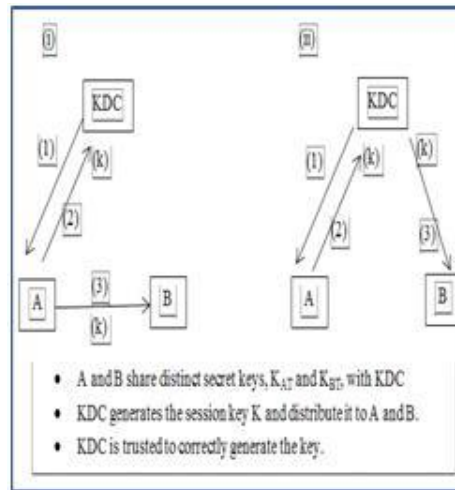 (i) (ii)
KDC KDC
(1) (k) (1) (k) (k)
(2) (2) (3)
A (3) B A B
(k)
• A and B share distinct secret keys, KAT and KBT, with KDC
• KDC generates the session key K and distribute it to A and B.
• KDC is trusted to correctly generate the key.